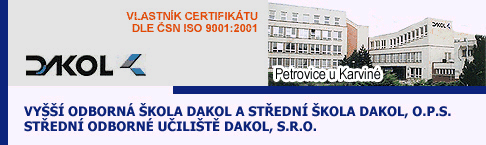 VLASTNÍK CERTIFIKÁTU
DLE ČSN ISO 9001:2001
DAKOL
Petrovice u Karviné
VYŠŠÍ ODBORNÁ ŠKOLA DAKOL A STŘEDNÍ ŠKOLA DAKOL, O.P.S.
STŘEDNÍ ODBORNÉ UČILIŠTĚ DAKOL, S.R.O.